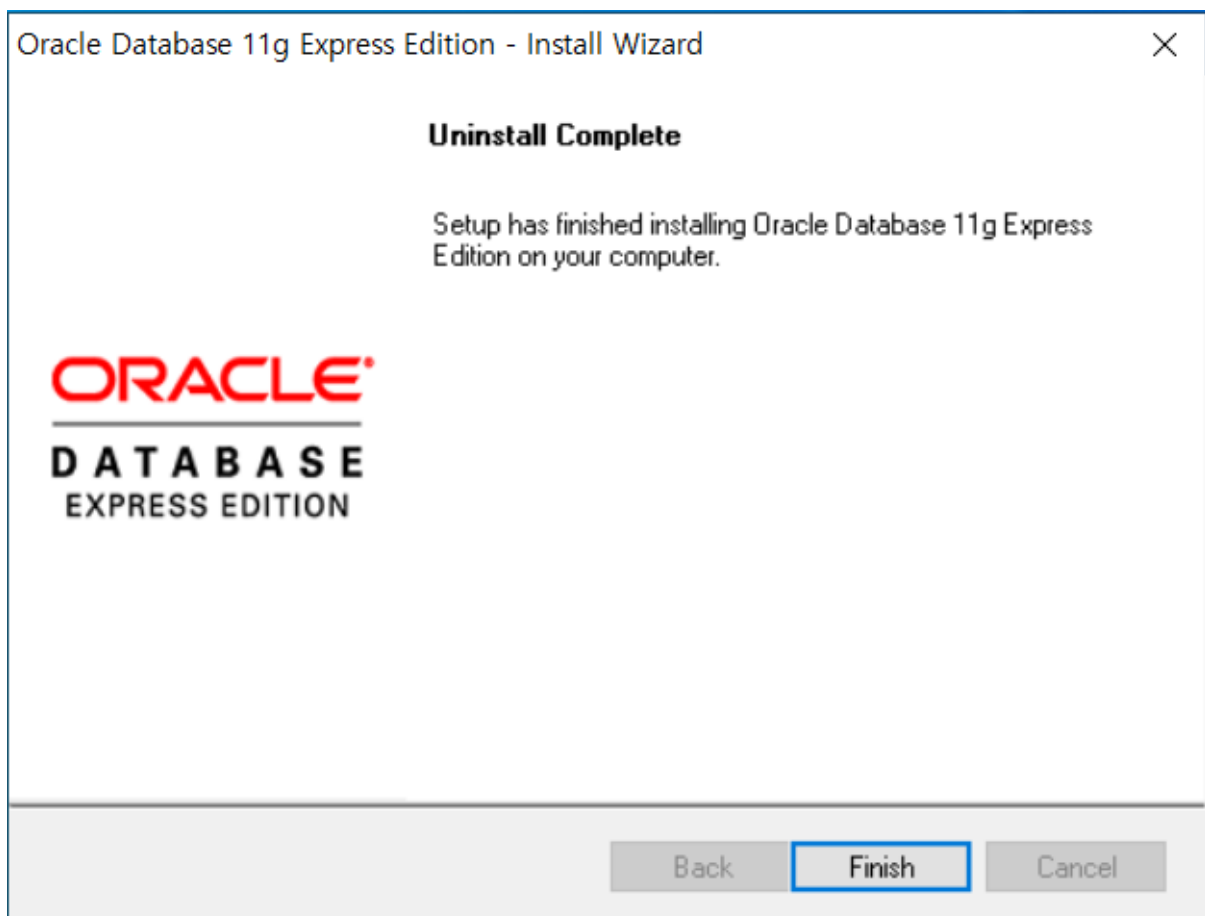 Oracle Database 11g Express Edition - Install Wizard
Uninstall Complete
Setup has finished installing Oracle Database 11g Express
Edition on your computer.
ORACLE
DATABASE
EXPRESS EDITION
Back
Finish
Cancel